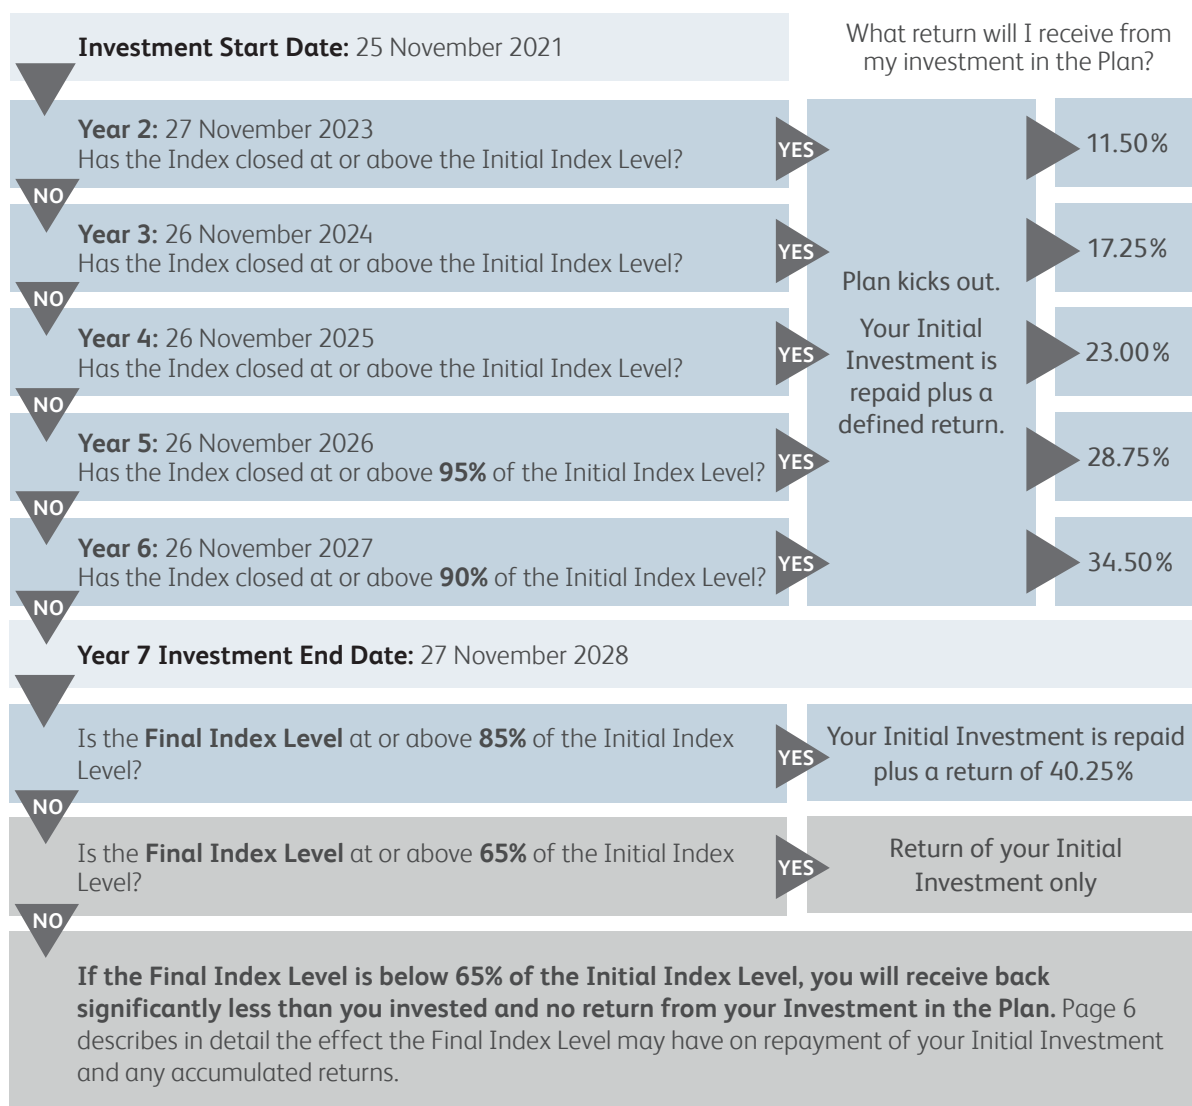 Investment Start Date: 25 November 2021
What return will I receive from
my investment in the Plan?
Year 2: 27 November 2023
Has the Index closed at or above the Initial Index Level?
YES
11.50%
NO
Year 3: 26 November 2024
Has the Index closed at or above the Initial Index Level?
YES
17.25%
NO
Year 4: 26 November 2025
Has the Index closed at or above the Initial Index Level?
YES
23.00%
NO
Year 5: 26 November 2026
Has the Index closed at or above 95% of the Initial Index Level?
YES
28.75%
NO
Year 6: 26 November 2027
Has the Index closed at or above 90% of the Initial Index Level?
YES
34.50%
Plan kicks out.
Your Initial
Investment is
repaid plus a
defined return.
NO
Year 7 Investment End Date: 27 November 2028
Is the Final Index Level at or above 85% of the Initial Index
Level?
YES
Your Initial Investment is repaid
plus a return of 40.25%
NO
Is the Final Index Level at or above 65% of the Initial Index
Level?
YES
Return of your Initial
Investment only
NO
If the Final Index Level is below 65% of the Initial Index Level, you will receive back
significantly less than you invested and no return from your Investment in the Plan. Page 6
describes in detail the effect the Final Index Level may have on repayment of your Initial Investment
and any accumulated returns.